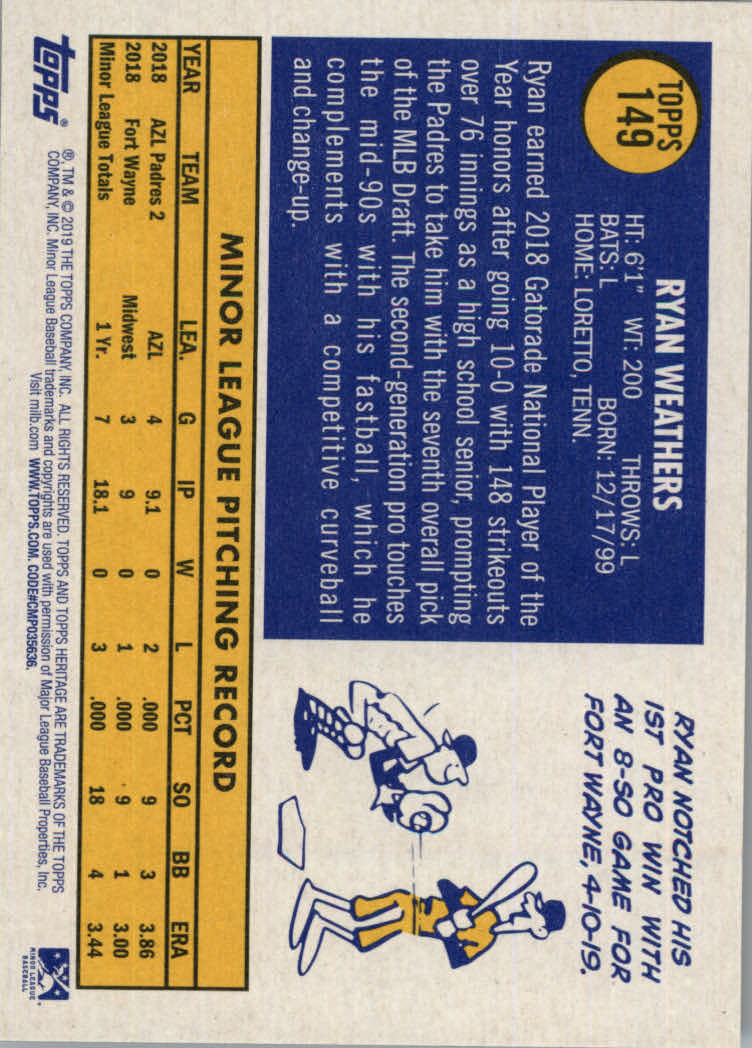 TOPPS
149
RYAN WEATHERS
HT: 6'1" WT: 200 THROWS: L
BATS: L BORN: 12/17/99
HOME: LORETTO, TENN.
Ryan earned 2018 Gatorade National Player of the
Year honors after going 10-0 with 148 strikeouts
over 76 innings as a high school senior, prompting
the Padres to take him with the seventh overall pick
of the MLB Draft. The second-generation pro touches
the mid-90s with his fastball, which he
complements with a competitive curveball
and change-up.
RYAN NOTCHED HIS
1ST PRO WIN WITH
AN 8-SO GAME FOR
FORT WAYNE, 4-10-19.
MINOR LEAGUE PITCHING RECORD
YEAR TEAM LEA. G IP W L PCT SO BB ERA
2018 AZL Padres 2 AZL 4 9.1 0 2 .000 9 3 3.86
2018 Fort Wayne Midwest 3 9 0 1 .000 9 1 3.00
Minor League Totals 1 Yr. 7 18.1 0 3 .000 18 4 3.44
topps®
®, TM & © 2019 THE TOPPS COMPANY, INC. ALL RIGHTS RESERVED. TOPPS AND TOPPS HERITAGE ARE TRADEMARKS OF THE TOPPS
COMPANY, INC. Minor League Baseball trademarks and copyrights are used with permission of Major League Baseball Properties, Inc.
Visit milb.com WWW.TOPPS.COM. CODE#CMP035636.
MINOR LEAGUE
BASEBALL